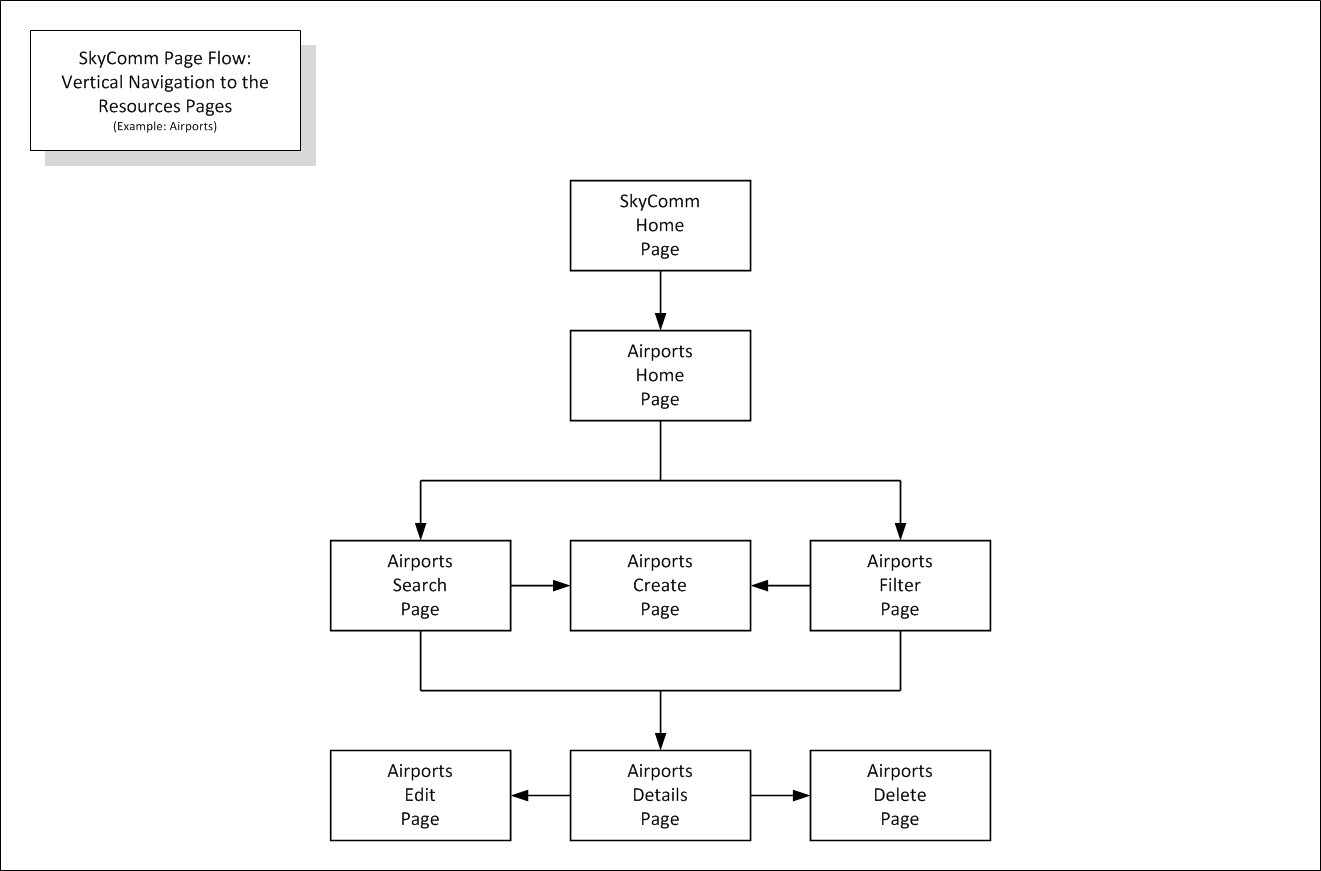 SkyComm Page Flow:
Vertical Navigation to the
Resources Pages
(Example: Airports)
SkyComm
Home
Page
Airports
Home
Page
Airports
Search
Page
Airports
Create
Page
Airports
Filter
Page
Airports
Edit
Page
Airports
Details
Page
Airports
Delete
Page